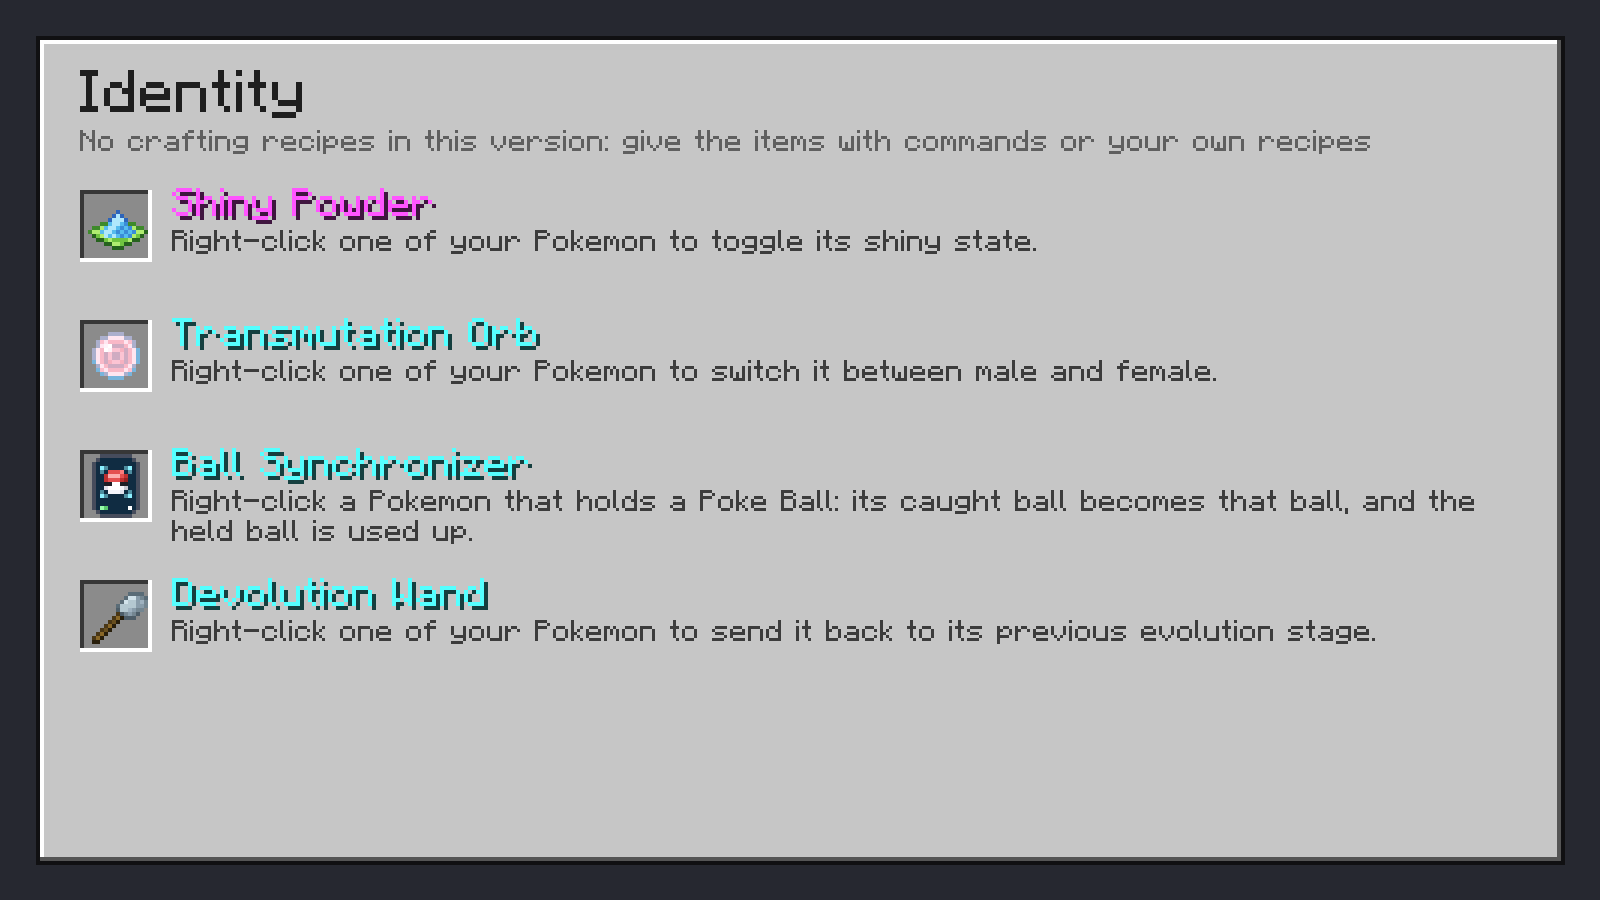 Identity
No crafting recipes in this version: give the items with commands or your own recipes
Shiny Powder
Right-click one of your Pokemon to toggle its shiny state.
Transmutation Orb
Right-click one of your Pokemon to switch it between male and female.
Ball Synchronizer
Right-click a Pokemon that holds a Poke Ball: its caught ball becomes that ball, and the
held ball is used up.
Devolution Wand
Right-click one of your Pokemon to send it back to its previous evolution stage.